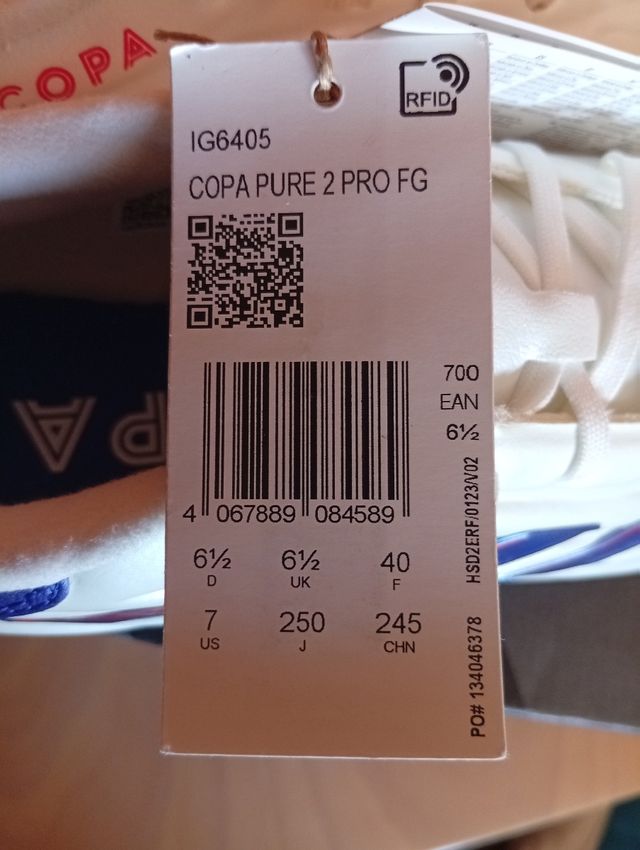 COPA
RFID
IG6405
COPA PURE 2 PRO FG
700
EAN
6½
4 067889 084589
6½ 6½ 40
D UK F
7 250 245
US J CHN
HSD2ERF/0123/V02
PO# 134046378
PA